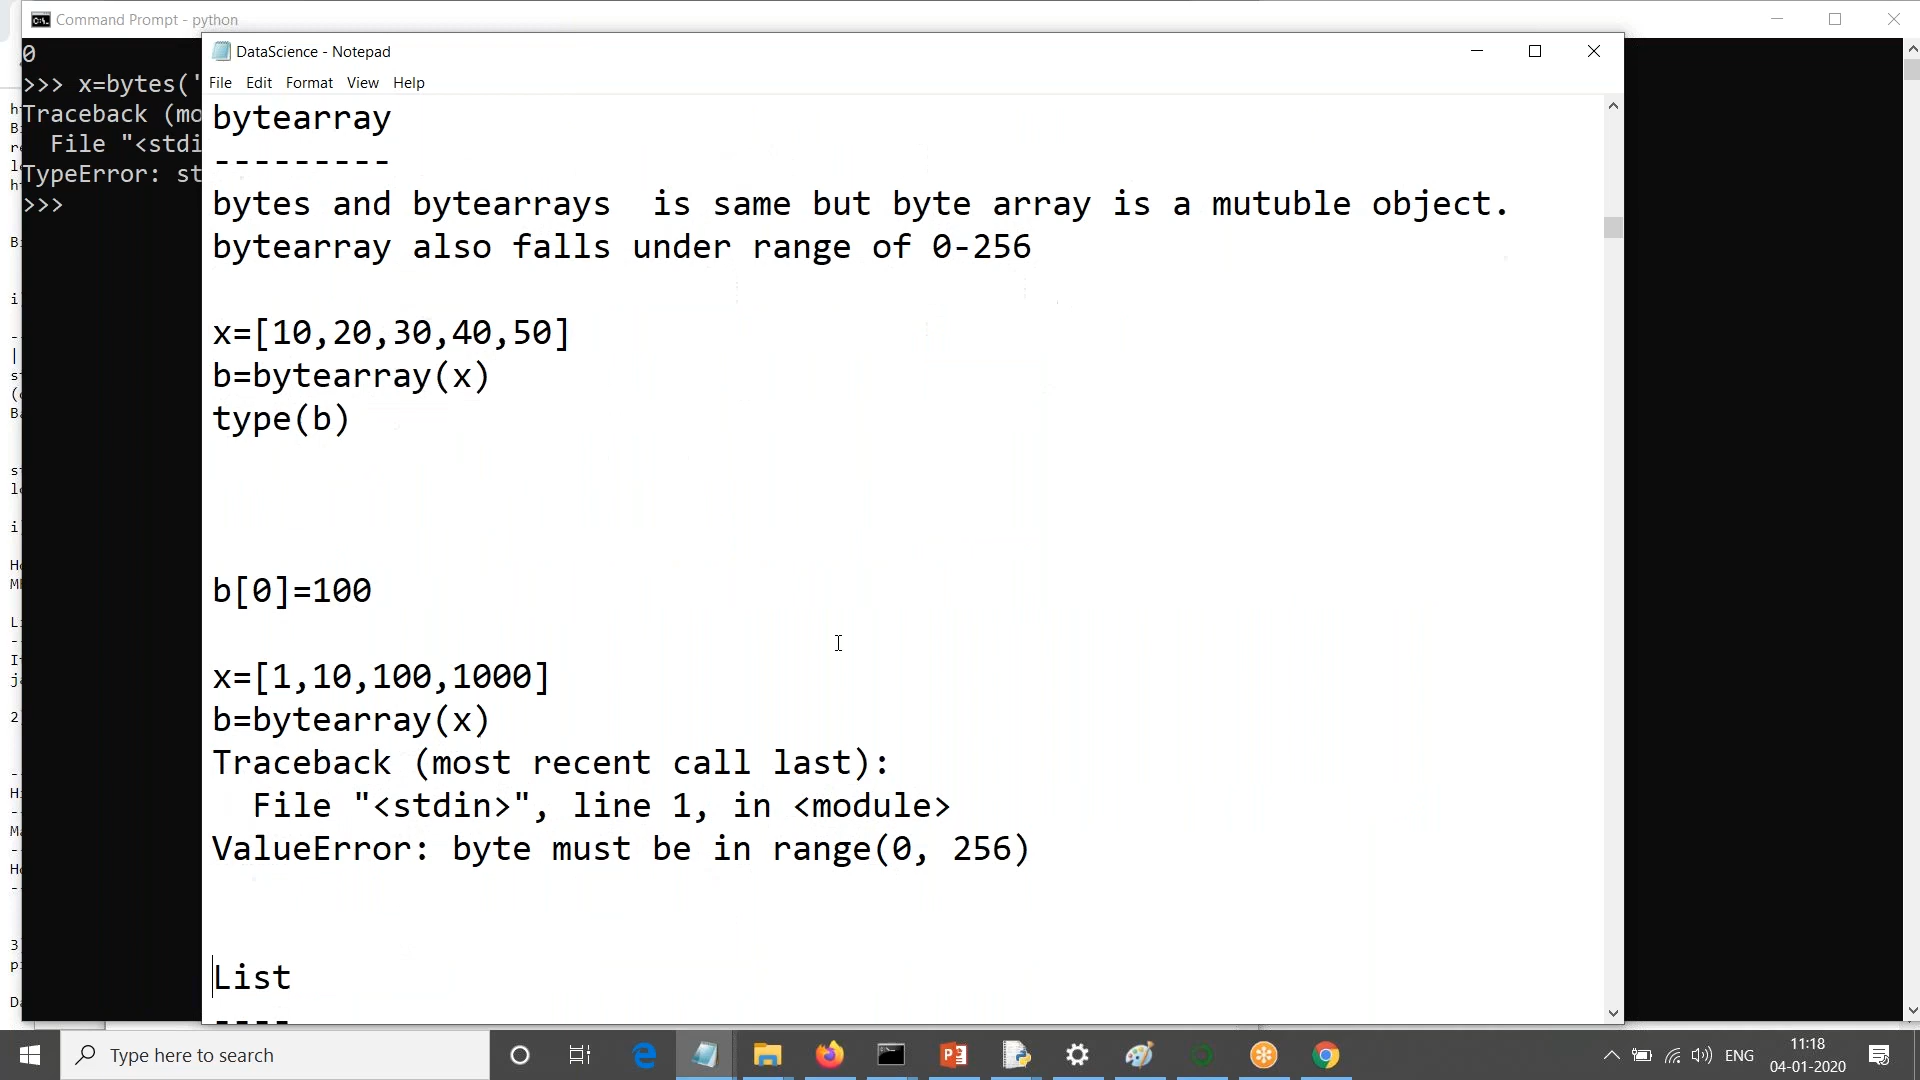 Command Prompt - python
0
>>> x=bytes('
Traceback (mo
File "<stdi
TypeError: st
>>>
DataScience - Notepad
File Edit Format View Help
bytearray
---------
bytes and bytearrays  is same but byte array is a mutuble object.
bytearray also falls under range of 0-256
x=[10,20,30,40,50]
b=bytearray(x)
type(b)
b[0]=100
x=[1,10,100,1000]
b=bytearray(x)
Traceback (most recent call last):
  File "<stdin>", line 1, in <module>
ValueError: byte must be in range(0, 256)
List
----
Type here to search
ENG
11:18
04-01-2020